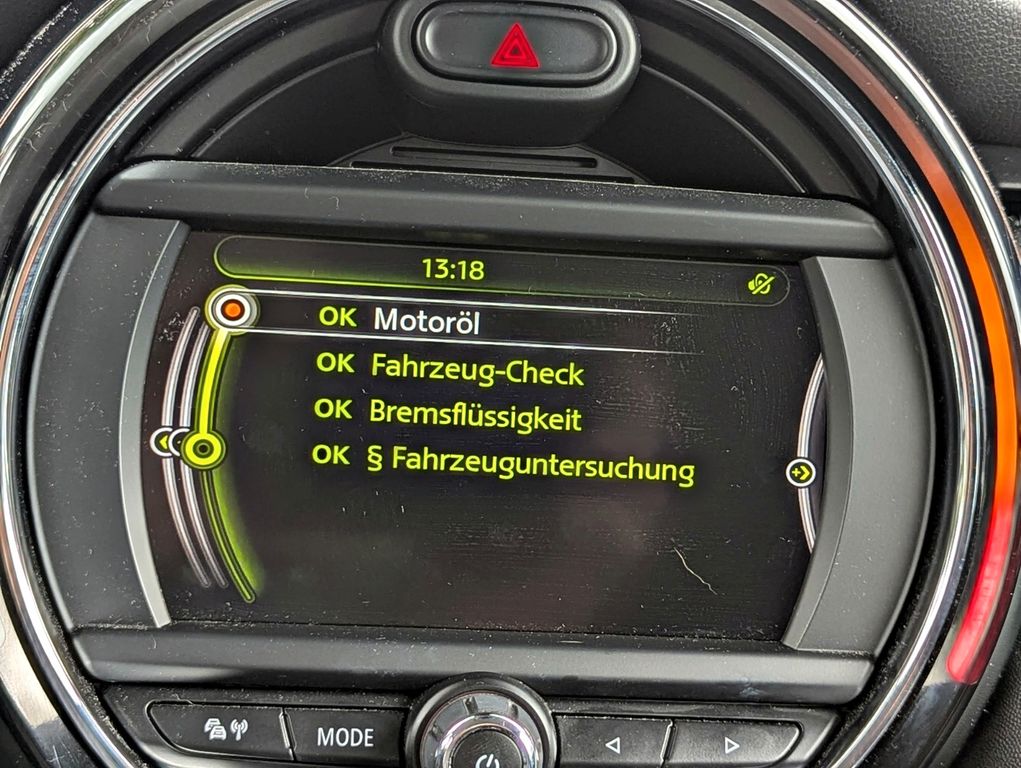 13:18
OK Motoröl
OK Fahrzeug-Check
OK Bremsflüssigkeit
OK § Fahrzeuguntersuchung
MODE